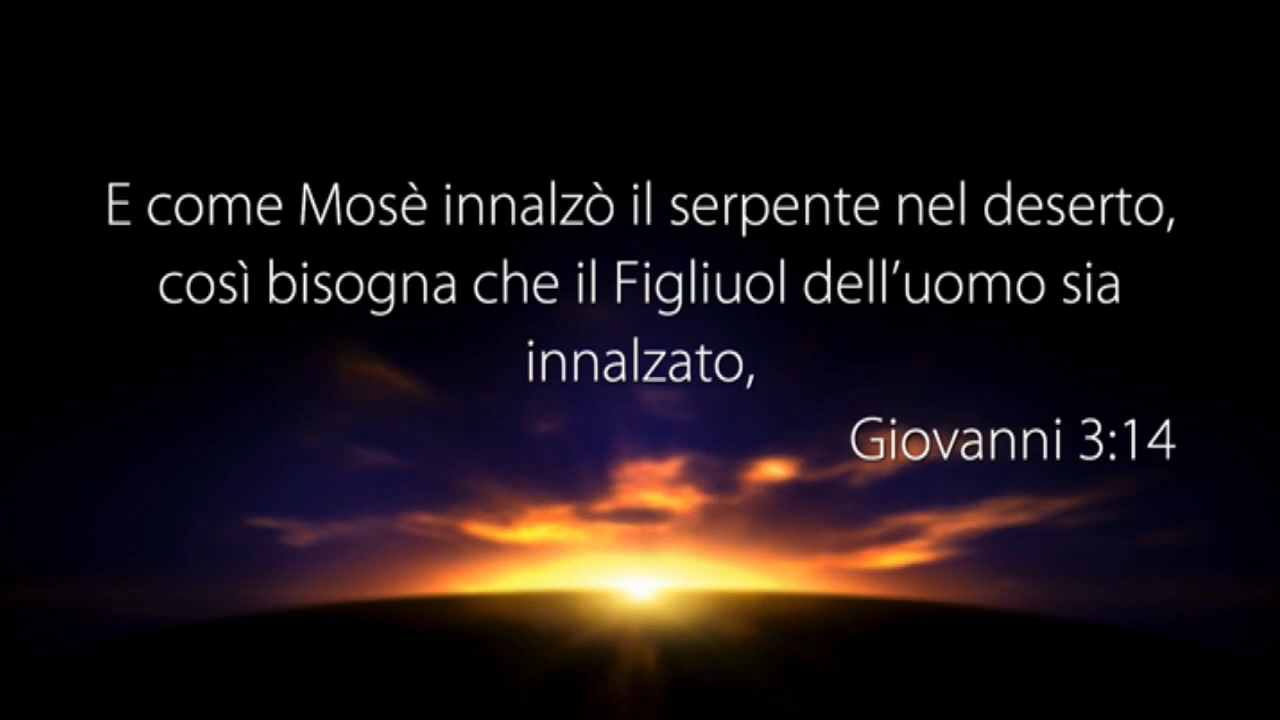 E come Mosè innalzò il serpente nel deserto,
così bisogna che il Figliuol dell’uomo sia
innalzato,
Giovanni 3:14